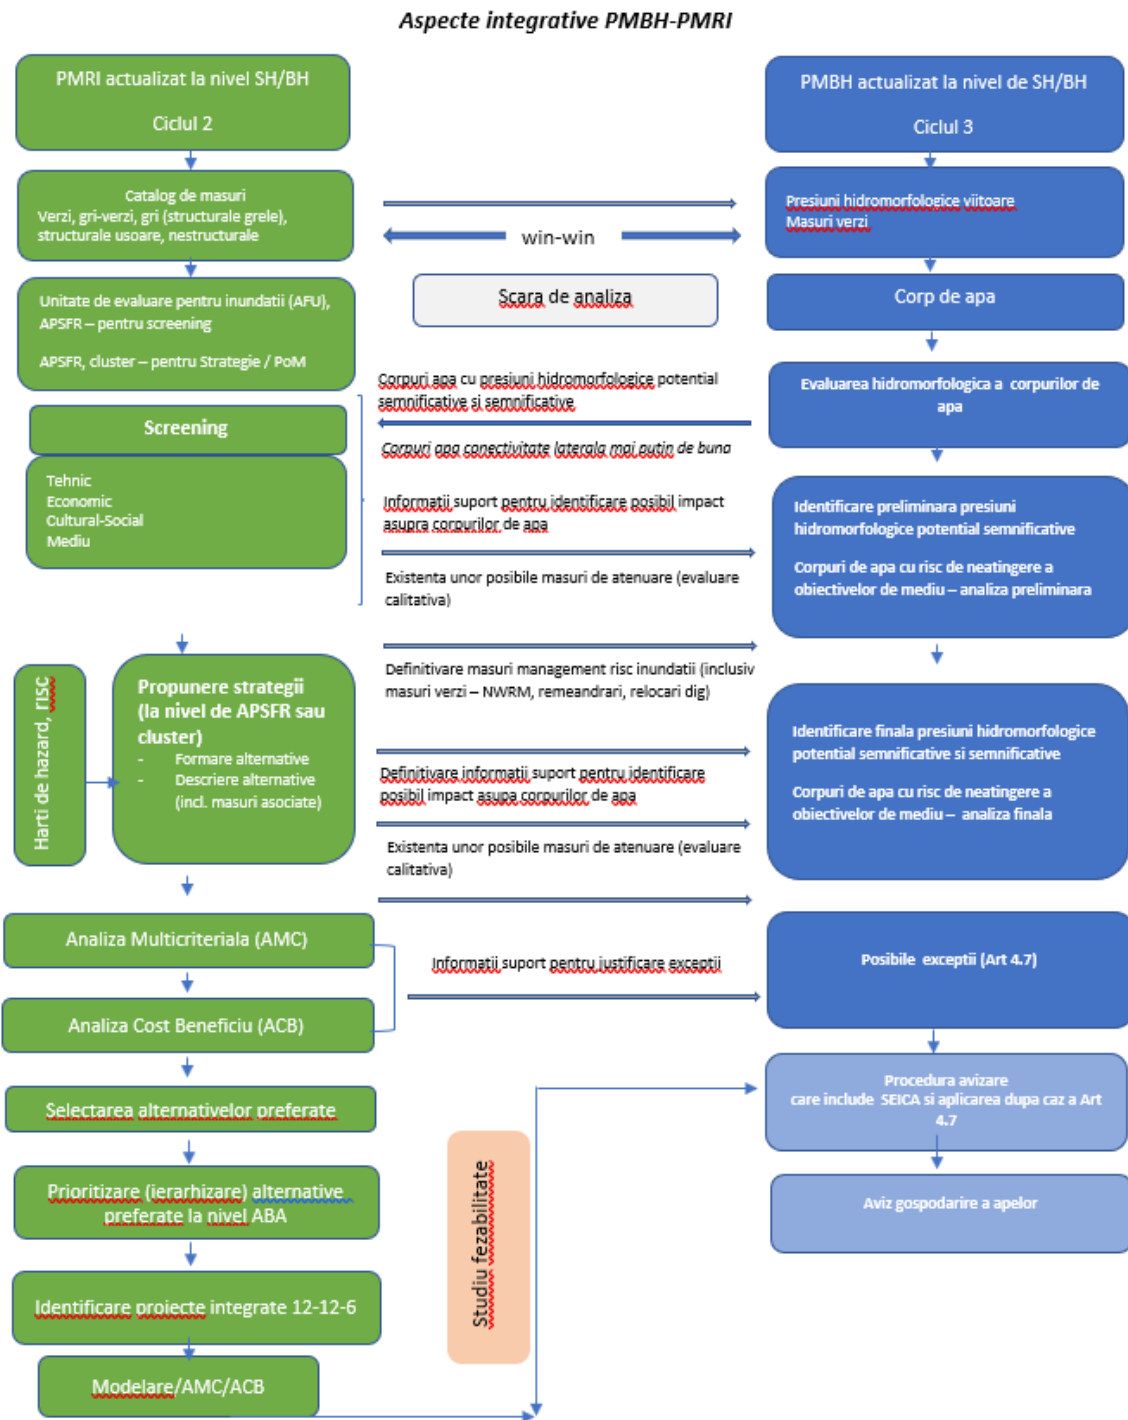 Aspecte integrative PMBH-PMRI
PMRI actualizat la nivel SH/BH
Ciclul 2
Catalog de masuri
Verzi, gri-verzi, gri (structurale grele),
structurale usoare, nestructurale
Unitate de evaluare pentru inundatii (AFU),
APSFR – pentru screening
APSFR, cluster – pentru Strategie / PoM
Screening
Tehnic
Economic
Cultural-Social
Mediu
Harti de hazard, risc
Propunere strategii
(la nivel de APSFR sau
cluster)
- Formare alternative
- Descriere alternative
(incl. masuri asociate)
Analiza Multicriteriala (AMC)
Analiza Cost Beneficiu (ACB)
Selectarea alternativelor preferate
Prioritizare (ierarhizare) alternative
preferate la nivel ABA
Identificare proiecte integrate 12-12-6
Modelare/AMC/ACB
win-win
Scara de analiza
Corpuri apa cu presiuni hidromorfologice potential
semnificative si semnificative
Corpuri apa conectivitate laterala mai putin de buna
Informatii suport pentru identificare posibil impact
asupra corpurilor de apa
Existenta unor posibile masuri de atenuare (evaluare
calitativa)
Definitivare masuri management risc inundatii (inclusiv
masuri verzi – NWRM, remeandrari, relocari dig)
Definitivare informatii suport pentru identificare
posibil impact asupa corpurilor de apa
Existenta unor posibile masuri de atenuare (evaluare
calitativa)
Informatii suport pentru justificare exceptii
Studiu fezabilitate
PMBH actualizat la nivel de SH/BH
Ciclul 3
Presiuni hidromorfologice viitoare
Masuri verzi
Corp de apa
Evaluarea hidromorfologica a corpurilor de
apa
Identificare preliminara presiuni
hidromorfologice potential semnificative
Corpuri de apa cu risc de neatingere a
obiectivelor de mediu – analiza preliminara
Identificare finala presiuni hidromorfologice
potential semnificative si semnificative
Corpuri de apa cu risc de neatingere a
obiectivelor de mediu – analiza finala
Posibile exceptii (Art 4.7)
Procedura avizare
care include SEICA si aplicarea dupa caz a Art
4.7
Aviz gospodarire a apelor